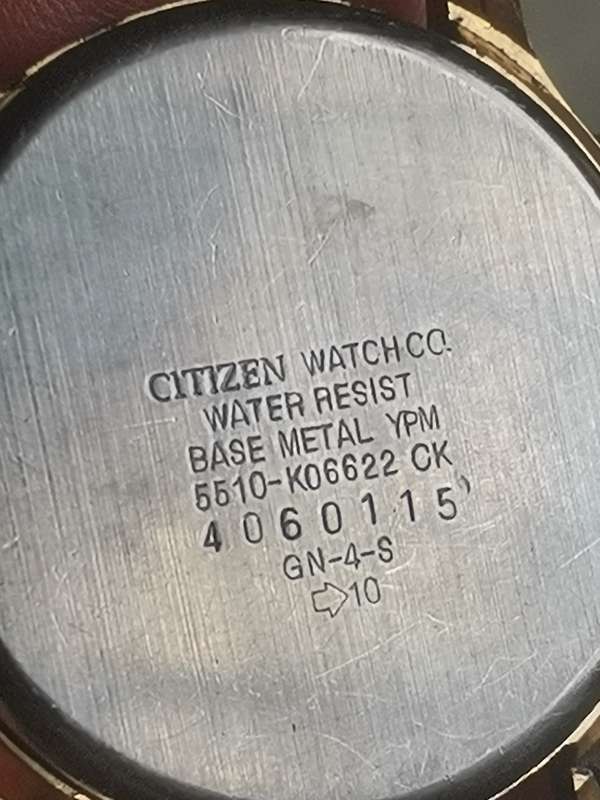 CITIZEN WATCH CO.
WATER RESIST
BASE METAL YPM
5510-K06622 CK
4060115
GN-4-S
10